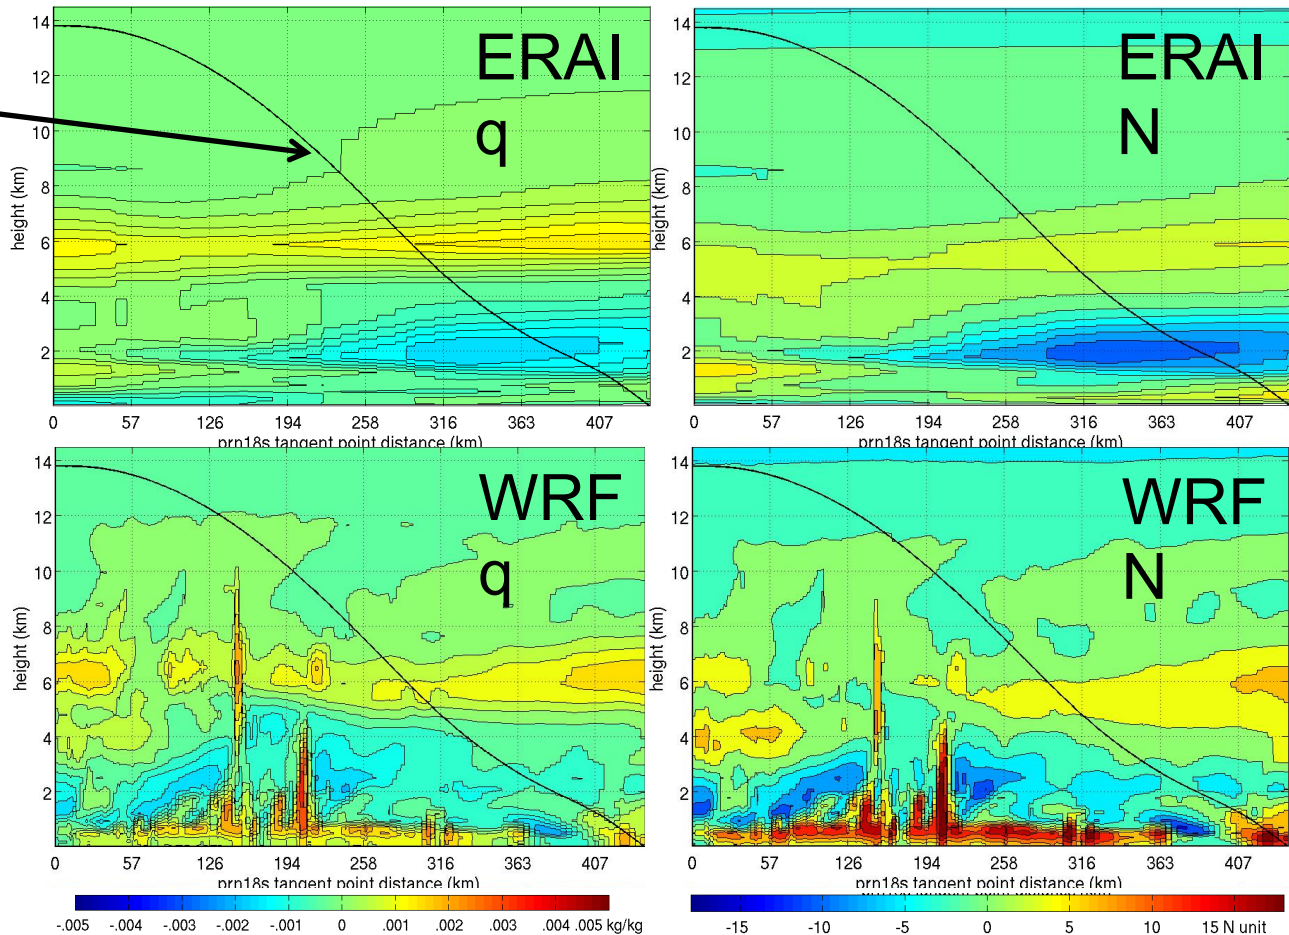 ERAI
q
14
12
10
8
6
4
2
height (km)
0 57 126 194 258 316 363 407
prn18s tangent point distance (km)
ERAI
N
14
12
10
8
6
4
2
height (km)
0 57 126 194 258 316 363 407
prn18s tangent point distance (km)
WRF
q
14
12
10
8
6
4
2
height (km)
0 57 126 194 258 316 363 407
prn18s tangent point distance (km)
WRF
N
14
12
10
8
6
4
2
height (km)
0 57 126 194 258 316 363 407
prn18s tangent point distance (km)
-.005 -.004 -.003 -.002 -.001 0 .001 .002 .003 .004 .005 kg/kg
-15 -10 -5 0 5 10 15 N unit